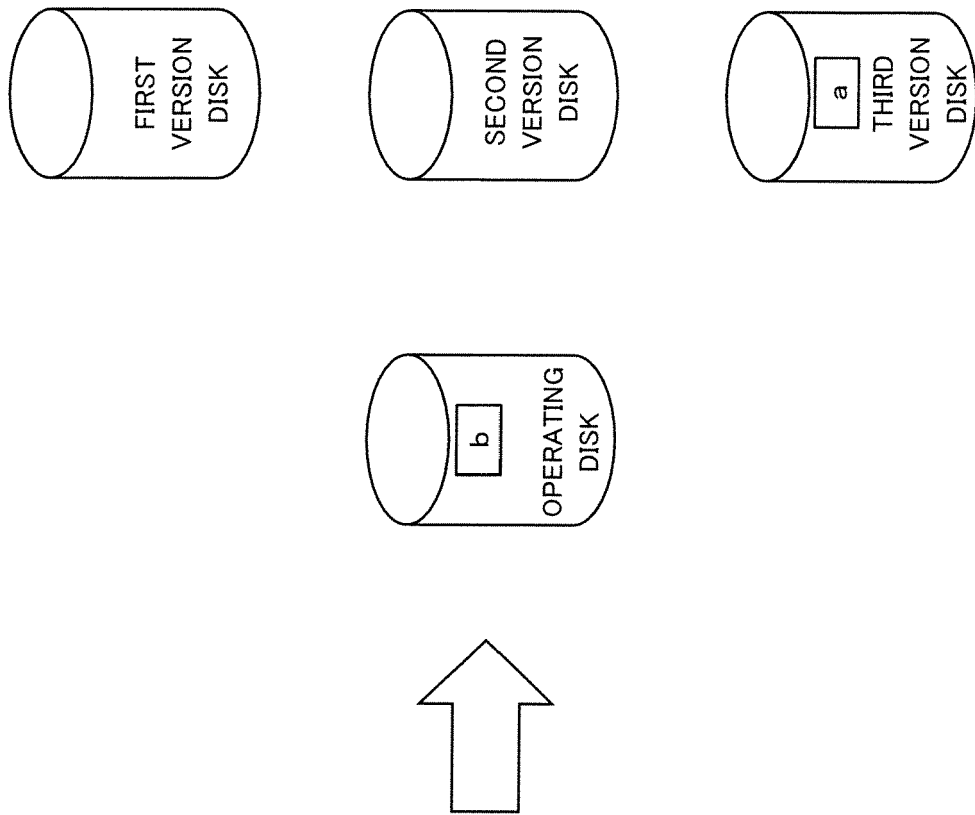 FIRST
VERSION
DISK
SECOND
VERSION
DISK
a
THIRD
VERSION
DISK
b
OPERATING
DISK